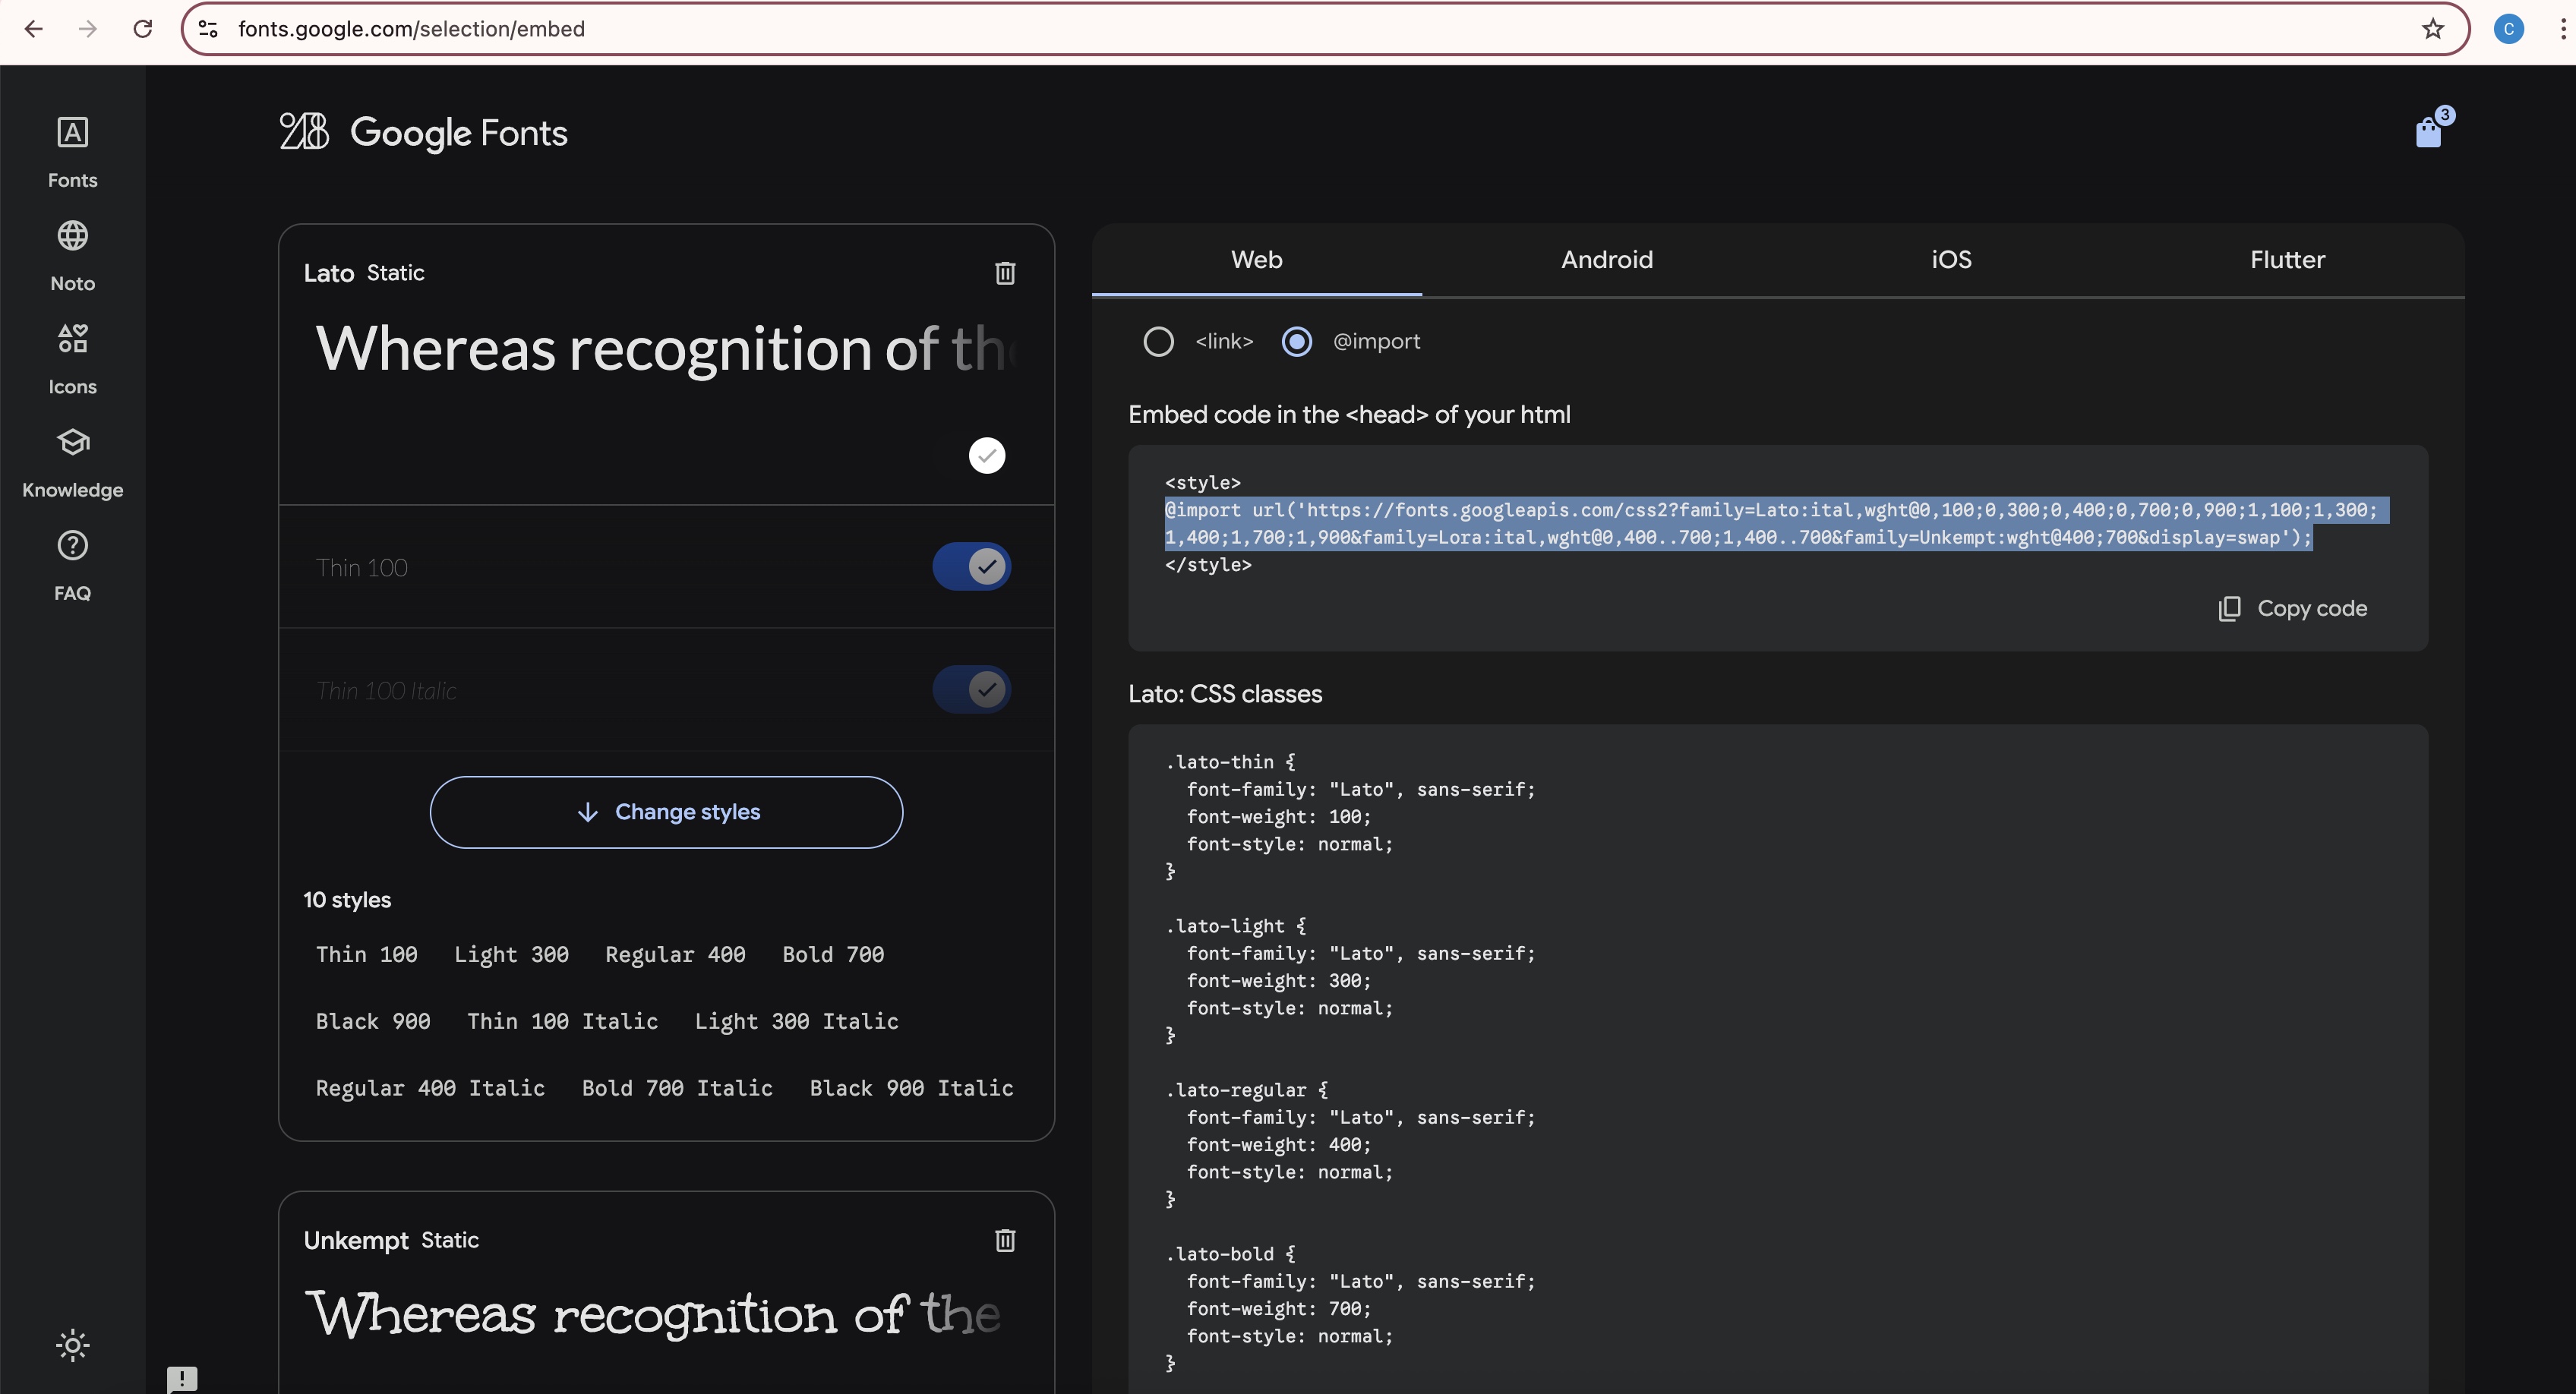 fonts.google.com/selection/embed
C
Fonts
Noto
Icons
Knowledge
FAQ
Google Fonts
3
Lato Static
Whereas recognition of the
Thin 100
Thin 100 Italic
Change styles
10 styles
Thin 100 Light 300 Regular 400 Bold 700
Black 900 Thin 100 Italic Light 300 Italic
Regular 400 Italic Bold 700 Italic Black 900 Italic
Unkempt Static
Whereas recognition of the
Web Android iOS Flutter
<link> @import
Embed code in the <head> of your html
<style>
@import url('https://fonts.googleapis.com/css2?family=Lato:ital,wght@0,100;0,300;0,400;0,700;0,900;1,100;1,300;
1,400;1,700;1,900&family=Lora:ital,wght@0,400..700;1,400..700&family=Unkempt:wght@400;700&display=swap');
</style>
Copy code
Lato: CSS classes
.lato-thin {
  font-family: "Lato", sans-serif;
  font-weight: 100;
  font-style: normal;
}
.lato-light {
  font-family: "Lato", sans-serif;
  font-weight: 300;
  font-style: normal;
}
.lato-regular {
  font-family: "Lato", sans-serif;
  font-weight: 400;
  font-style: normal;
}
.lato-bold {
  font-family: "Lato", sans-serif;
  font-weight: 700;
  font-style: normal;
}